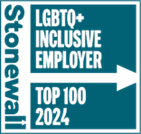 Stonewall
LGBTQ+
INCLUSIVE
EMPLOYER
TOP 100
2024